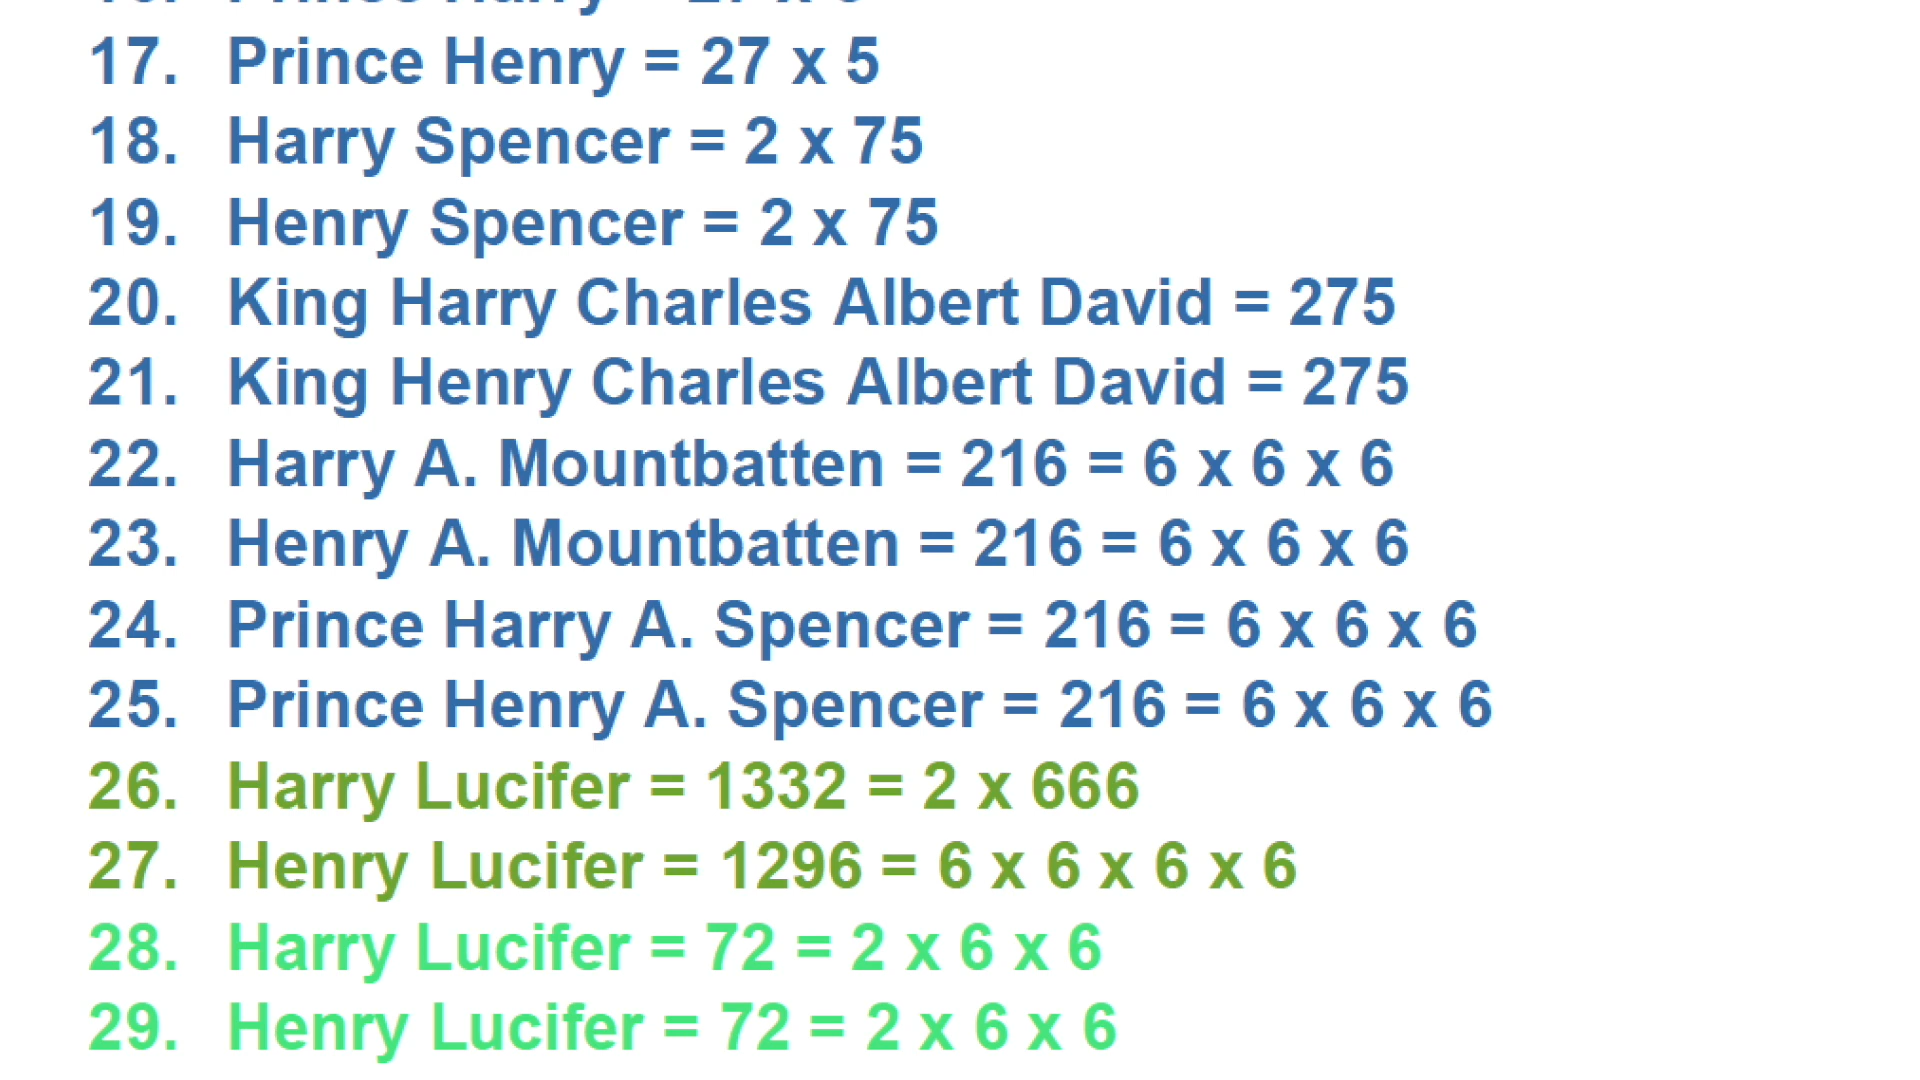 17. Prince Henry = 27 x 5
18. Harry Spencer = 2 x 75
19. Henry Spencer = 2 x 75
20. King Harry Charles Albert David = 275
21. King Henry Charles Albert David = 275
22. Harry A. Mountbatten = 216 = 6 x 6 x 6
23. Henry A. Mountbatten = 216 = 6 x 6 x 6
24. Prince Harry A. Spencer = 216 = 6 x 6 x 6
25. Prince Henry A. Spencer = 216 = 6 x 6 x 6
26. Harry Lucifer = 1332 = 2 x 666
27. Henry Lucifer = 1296 = 6 x 6 x 6 x 6
28. Harry Lucifer = 72 = 2 x 6 x 6
29. Henry Lucifer = 72 = 2 x 6 x 6